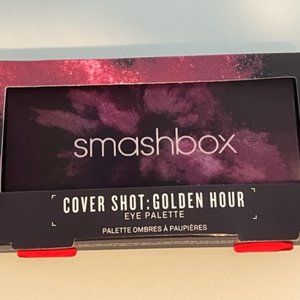 smashbox
COVER SHOT: GOLDEN HOUR
EYE PALETTE
PALETTE OMBRES À PAUPIÈRES